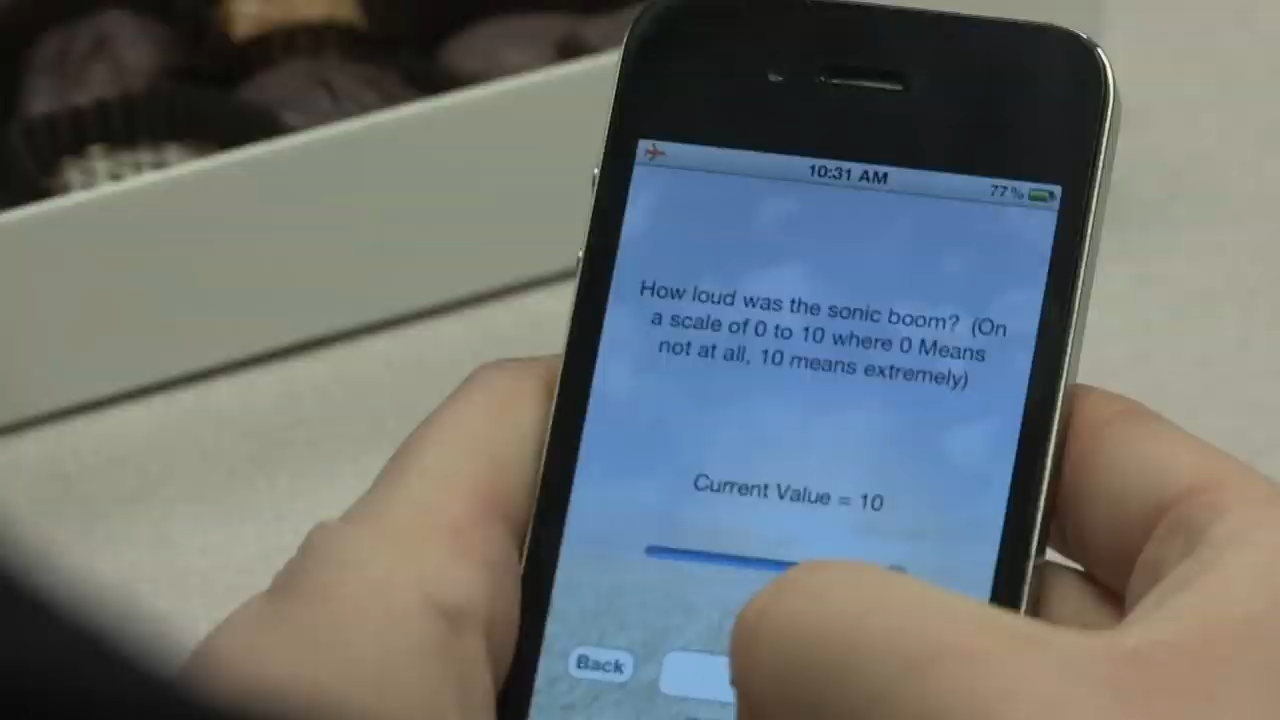 10:31 AM
77%
How loud was the sonic boom? (On
a scale of 0 to 10 where 0 Means
not at all, 10 means extremely)
Current Value = 10
Back